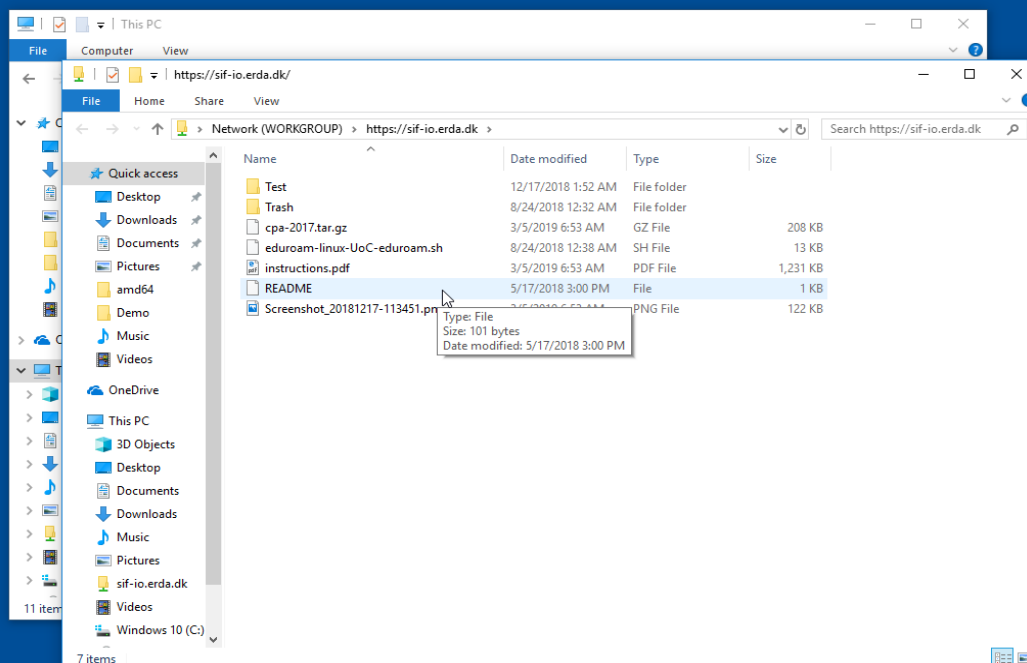 This PC
File Computer View
https://sif-io.erda.dk/
File Home Share View
Network (WORKGROUP) › https://sif-io.erda.dk ›
Search https://sif-io.erda.dk
Name Date modified Type Size
Test 12/17/2018 1:52 AM File folder
Trash 8/24/2018 12:32 AM File folder
cpa-2017.tar.gz 3/5/2019 6:53 AM GZ File 208 KB
eduroam-linux-UoC-eduroam.sh 8/24/2018 12:38 AM SH File 13 KB
instructions.pdf 3/5/2019 6:53 AM PDF File 1,231 KB
README 5/17/2018 3:00 PM File 1 KB
Screenshot_20181217-113451.pn PNG File 122 KB
Type: File
Size: 101 bytes
Date modified: 5/17/2018 3:00 PM
Quick access
Desktop
Downloads
Documents
Pictures
amd64
Demo
Music
Videos
OneDrive
This PC
3D Objects
Desktop
Documents
Downloads
Music
Pictures
sif-io.erda.dk
Videos
Windows 10 (C:)
11 item
7 items